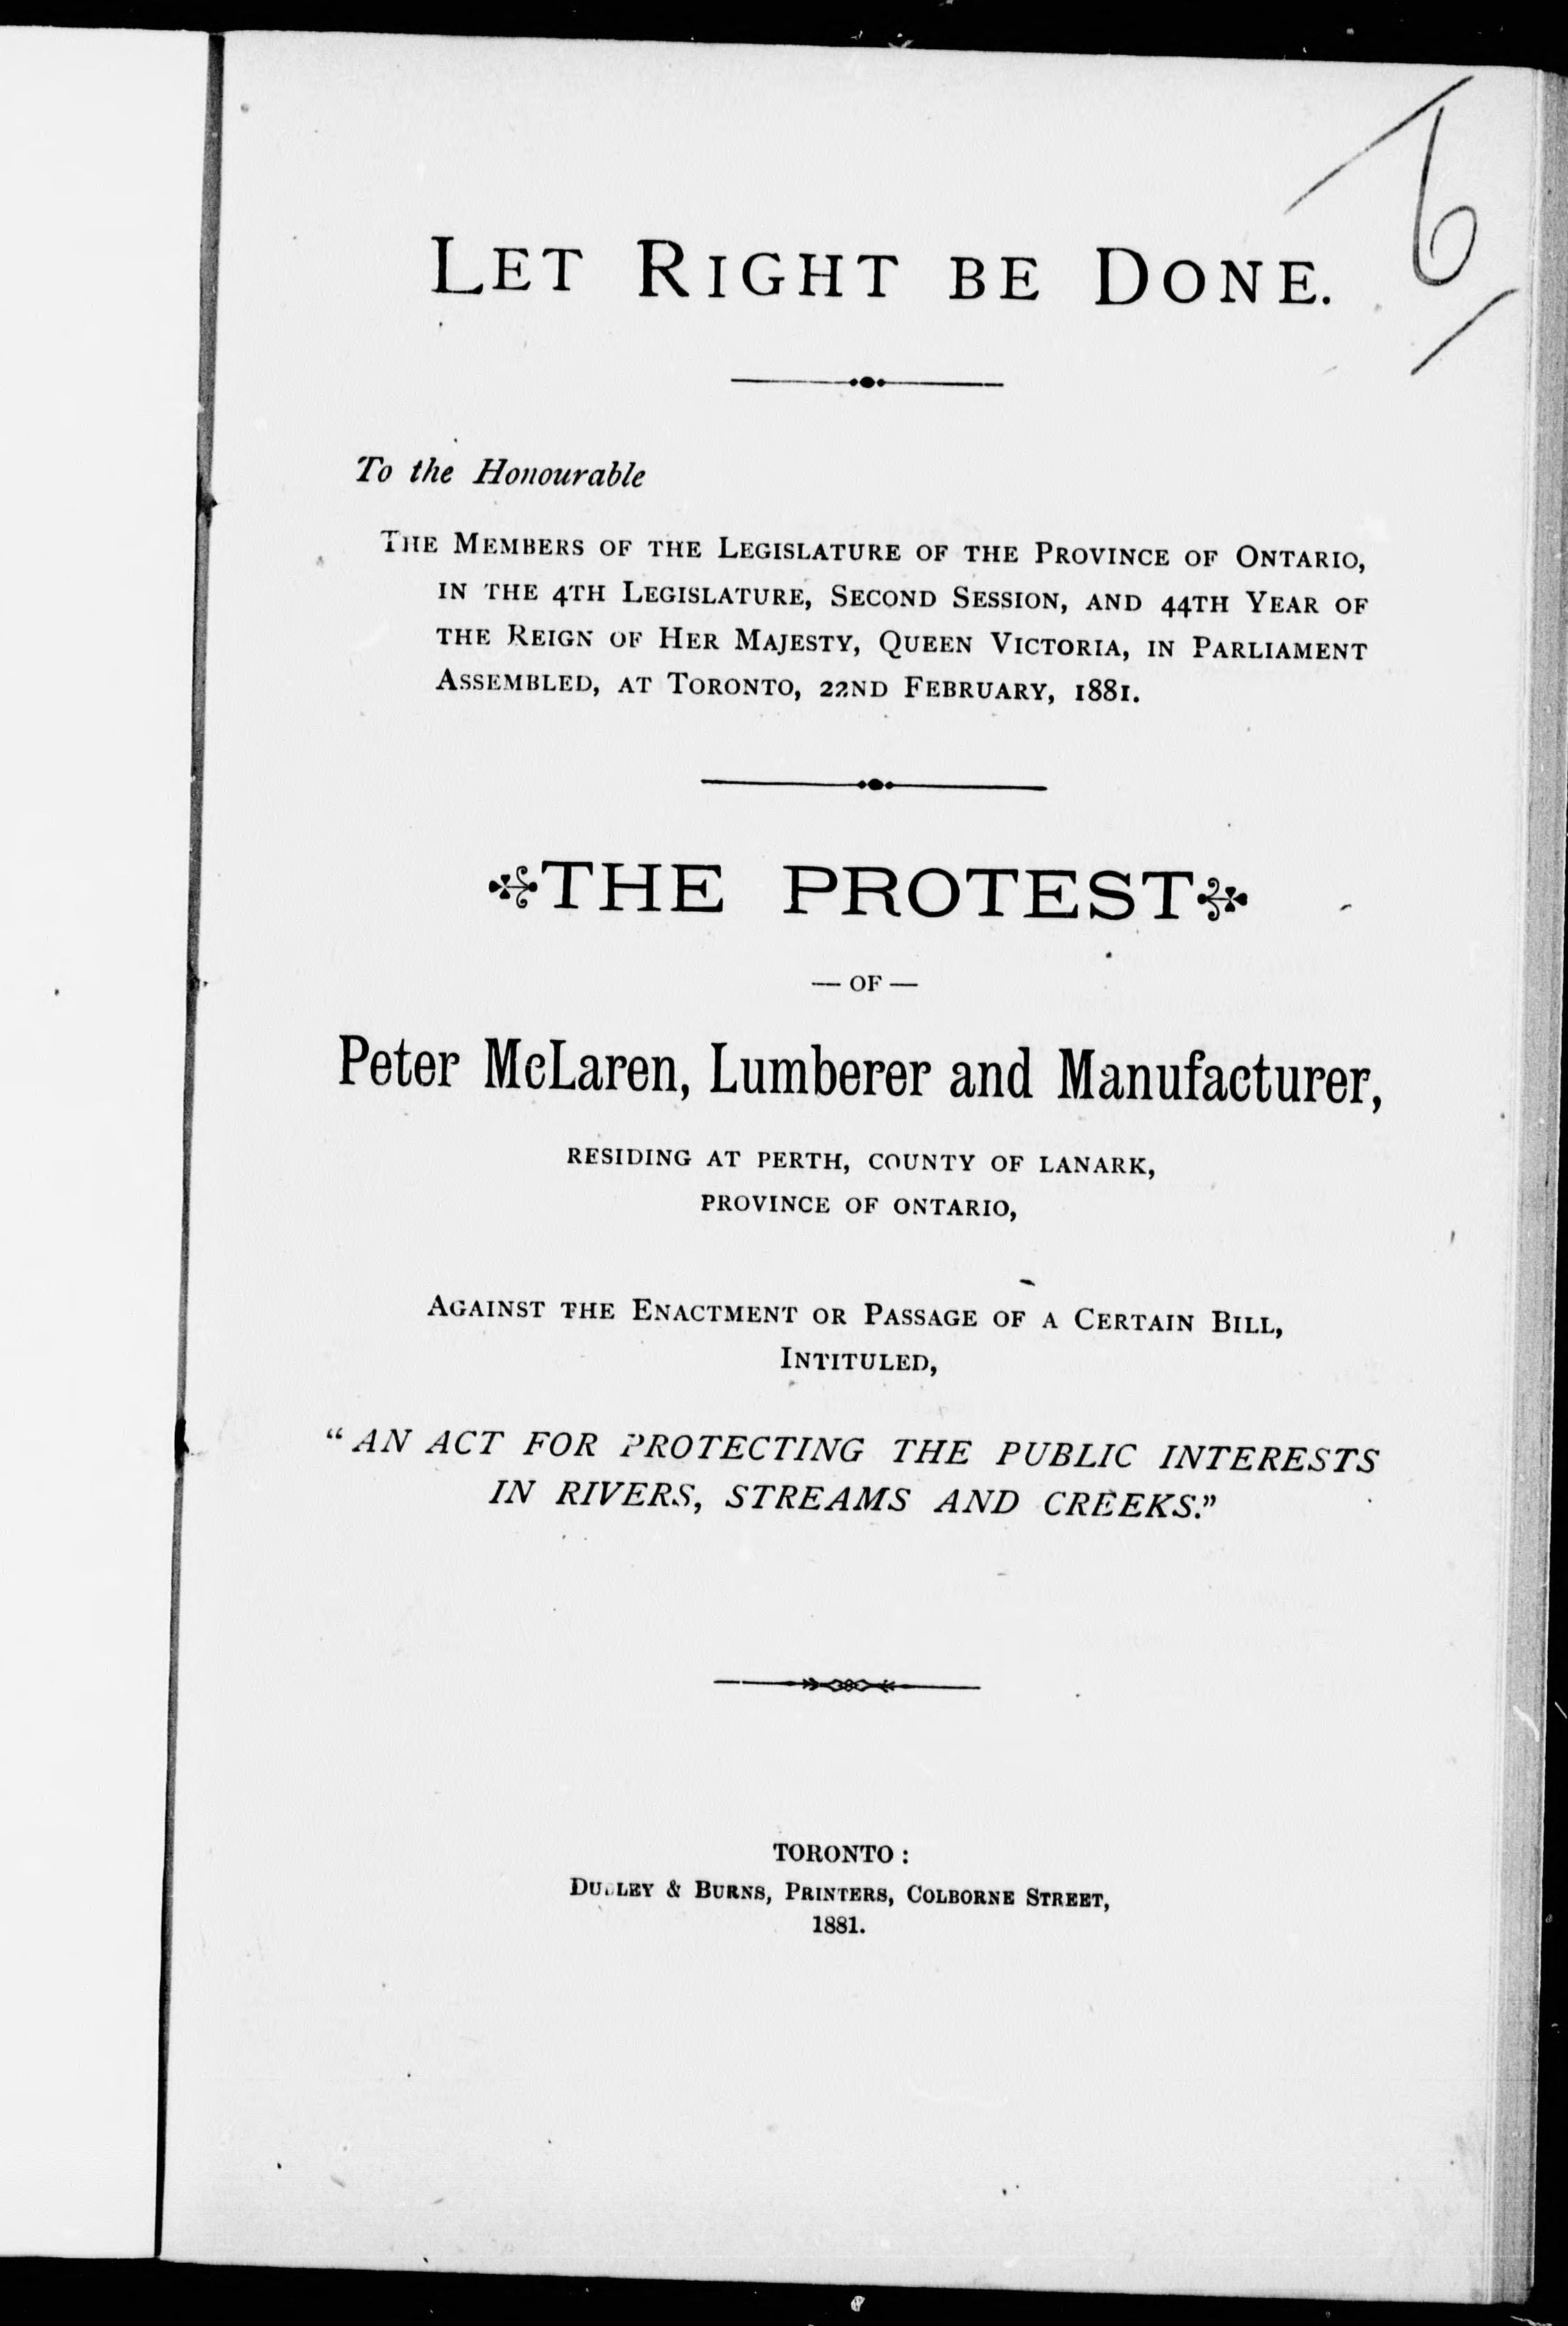 6
LET RIGHT BE DONE.
To the Honourable
THE MEMBERS OF THE LEGISLATURE OF THE PROVINCE OF ONTARIO,
IN THE 4TH LEGISLATURE, SECOND SESSION, AND 44TH YEAR OF
THE REIGN OF HER MAJESTY, QUEEN VICTORIA, IN PARLIAMENT
ASSEMBLED, AT TORONTO, 22ND FEBRUARY, 1881.
THE PROTEST
— OF —
Peter McLaren, Lumberer and Manufacturer,
RESIDING AT PERTH, COUNTY OF LANARK,
PROVINCE OF ONTARIO,
AGAINST THE ENACTMENT OR PASSAGE OF A CERTAIN BILL,
INTITULED,
“AN ACT FOR PROTECTING THE PUBLIC INTERESTS
IN RIVERS, STREAMS AND CREEKS.”
TORONTO:
& BURNS, PRINTERS, COLBORNE STREET,
1881.